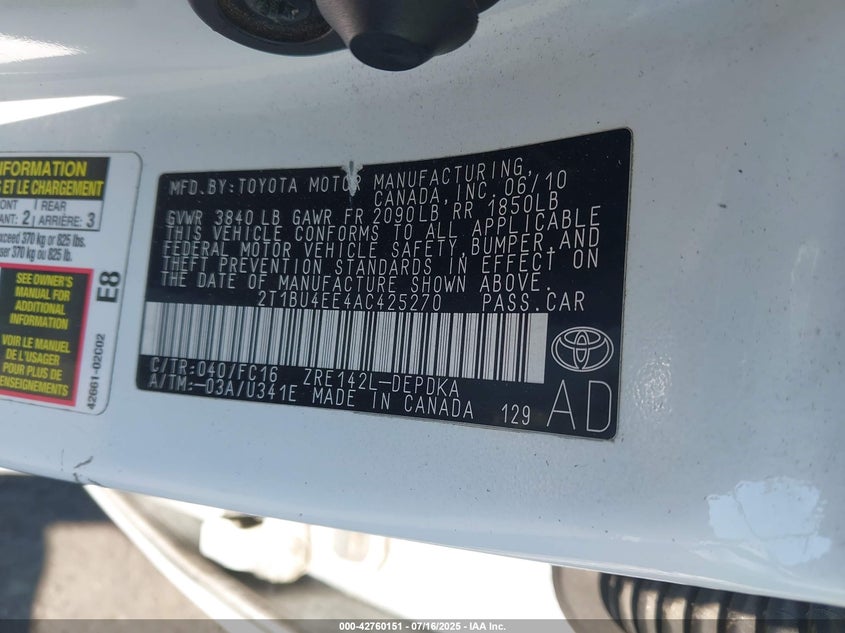 INFORMATION
S ET LE CHARGEMENT
ONT | REAR
ANT: 2 | ARRIÈRE: 3
xceed 370 kg or 825 lbs.
ser 370 kg ou 825 lb.
SEE OWNER'S
MANUAL FOR
ADDITIONAL
INFORMATION
VOIR LE MANUEL
DE L'USAGER
POUR PLUS DE
RENSEIGNEMENTS
E8
42661-02C02
MFD.BY:TOYOTA MOTOR MANUFACTURING,
CANADA,INC. 06/10
GVWR 3840 LB GAWR FR 2090LB RR 1850LB
THIS VEHICLE CONFORMS TO ALL APPLICABLE
FEDERAL MOTOR VEHICLE SAFETY,BUMPER,AND
THEFT PREVENTION STANDARDS IN EFFECT ON
THE DATE OF MANUFACTURE SHOWN ABOVE.
2T1BU4EE4AC425270 PASS.CAR
C/TR:040/FC16 ZRE142L-DEPDKA
A/TM:-03A/U341E MADE IN CANADA 129
AD
000-42760151 - 07/16/2025 - IAA Inc.